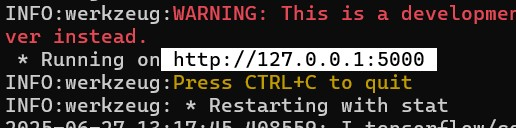 INFO:werkzeug:WARNING: This is a developmen
ver instead.
 * Running on http://127.0.0.1:5000
INFO:werkzeug:Press CTRL+C to quit
INFO:werkzeug: * Restarting with stat
2025-06-27 13:17:45.408559: I tensorflow/co